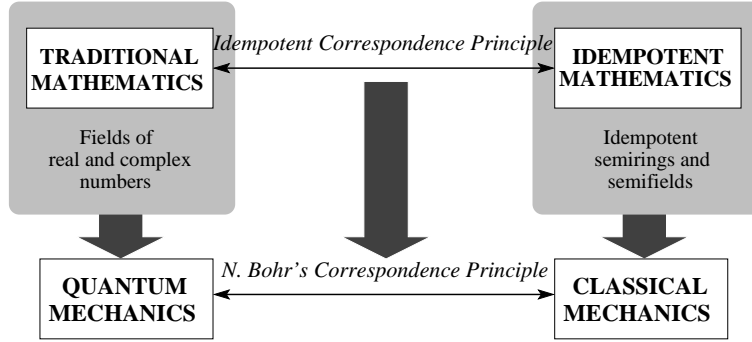 Idempotent Correspondence Principle
TRADITIONAL
MATHEMATICS
IDEMPOTENT
MATHEMATICS
Fields of
real and complex
numbers
Idempotent
semirings and
semifields
N. Bohr's Correspondence Principle
QUANTUM
MECHANICS
CLASSICAL
MECHANICS